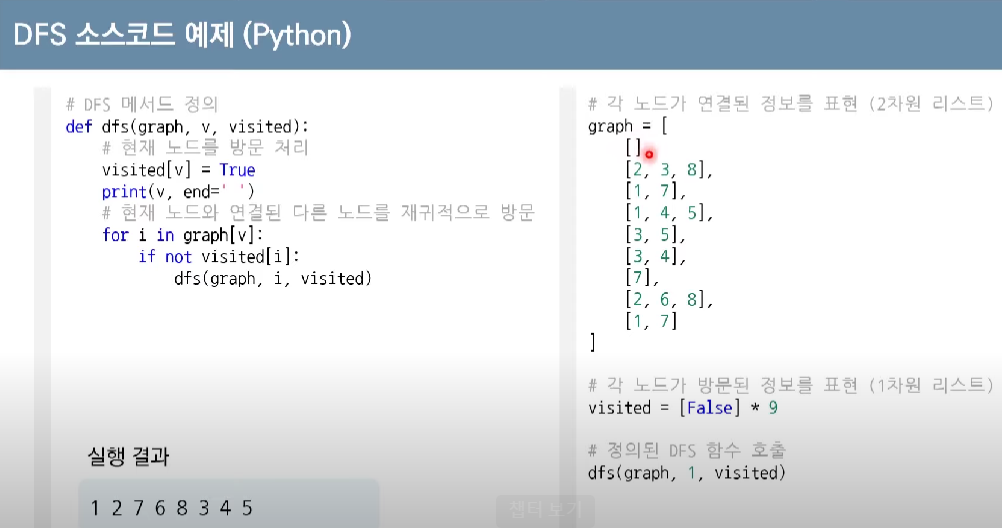 DFS 소스코드 예제 (Python)
# DFS 메서드 정의
def dfs(graph, v, visited):
# 현재 노드를 방문 처리
visited[v] = True
print(v, end=' ')
# 현재 노드와 연결된 다른 노드를 재귀적으로 방문
for i in graph[v]:
if not visited[i]:
dfs(graph, i, visited)
실행 결과
1 2 7 6 8 3 4 5
# 각 노드가 연결된 정보를 표현 (2차원 리스트)
graph = [
[],
[2, 3, 8],
[1, 7],
[1, 4, 5],
[3, 5],
[3, 4],
[7],
[2, 6, 8],
[1, 7]
]
# 각 노드가 방문된 정보를 표현 (1차원 리스트)
visited = [False] * 9
# 정의된 DFS 함수 호출
dfs(graph, 1, visited)
챕터 보기